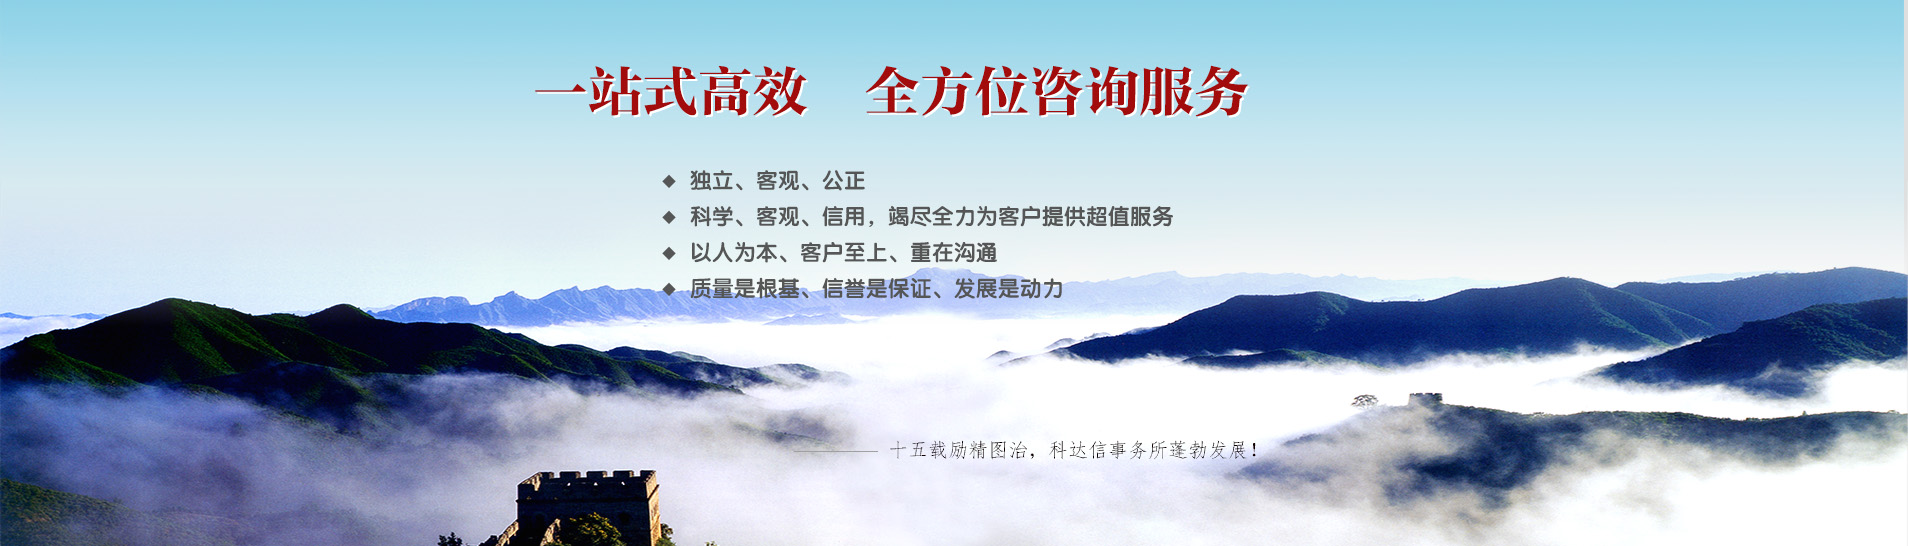 一站式高效 全方位咨询服务
◆ 独立、客观、公正
◆ 科学、客观、信用，竭尽全力为客户提供超值服务
◆ 以人为本、客户至上、重在沟通
◆ 质量是根基、信誉是保证、发展是动力
——— 十五载励精图治，科达信事务所蓬勃发展！